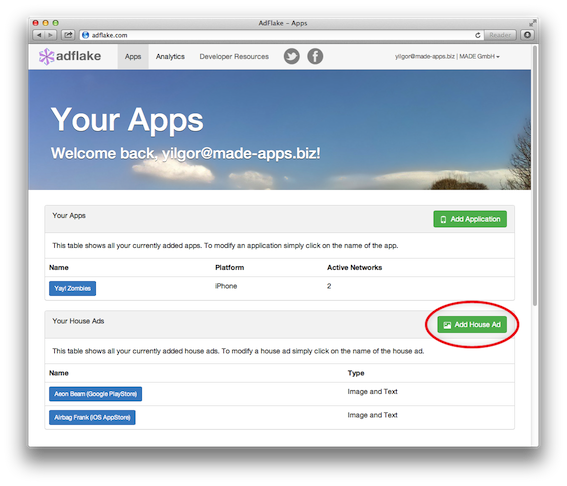 AdFlake – Apps
adflake.com
Reader
adflake
Apps
Analytics
Developer Resources
yilgor@made-apps.biz | MADE GmbH
Your Apps
Welcome back, yilgor@made-apps.biz!
Your Apps
Add Application
This table shows all your currently added apps. To modify an application simply click on the name of the app.
Name Platform Active Networks
Yay! Zombies iPhone 2
Your House Ads
Add House Ad
This table shows all your currently added house ads. To modify a house ad simply click on the name of the house ad.
Name Type
Aeon Beam (Google PlayStore) Image and Text
Airbag Frank (iOS AppStore) Image and Text